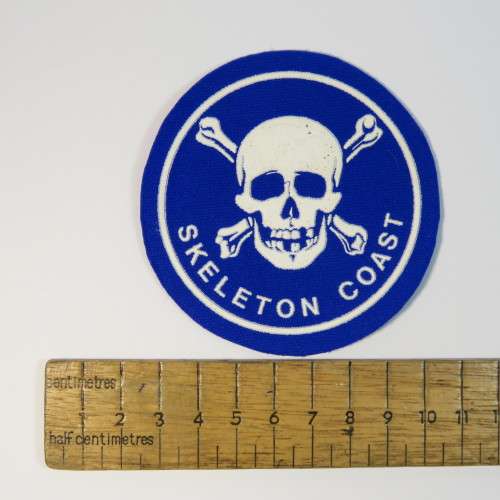 SKELETON COAST
centimetres
1 2 3 4 5 6 7 8 9 10 11
half centimetres